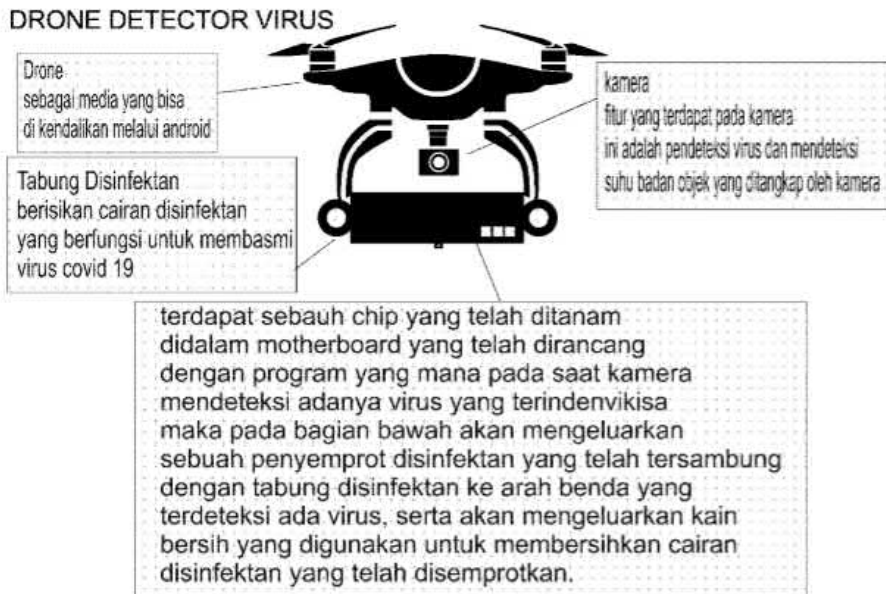 DRONE DETECTOR VIRUS
Drone
sebagai media yang bisa
di kendalikan melalui android
kamera
fitur yang terdapat pada kamera
ini adalah pendeteksi virus dan mendeteksi
suhu badan objek yang ditangkap oleh kamera
Tabung Disinfektan
berisikan cairan disinfektan
yang berfungsi untuk membasmi
virus covid 19
terdapat sebauh chip yang telah ditanam
didalam motherboard yang telah dirancang
dengan program yang mana pada saat kamera
mendeteksi adanya virus yang terindenvikisa
maka pada bagian bawah akan mengeluarkan
sebuah penyemprot disinfektan yang telah tersambung
dengan tabung disinfektan ke arah benda yang
terdeteksi ada virus, serta akan mengeluarkan kain
bersih yang digunakan untuk membersihkan cairan
disinfektan yang telah disemprotkan.